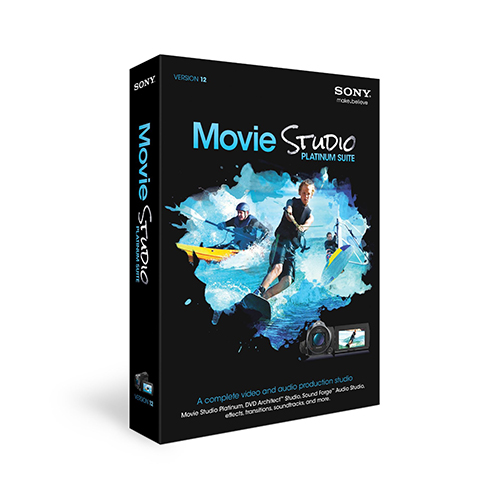 SONY
Movie STUDIO
PLATINUM SUITE
VERSION 12
VERSION 12
SONY
make.believe
Movie STUDIO
PLATINUM SUITE
A complete video and audio production studio
Movie Studio Platinum, DVD Architect™ Studio, Sound Forge™ Audio Studio,
effects, transitions, soundtracks, and more.